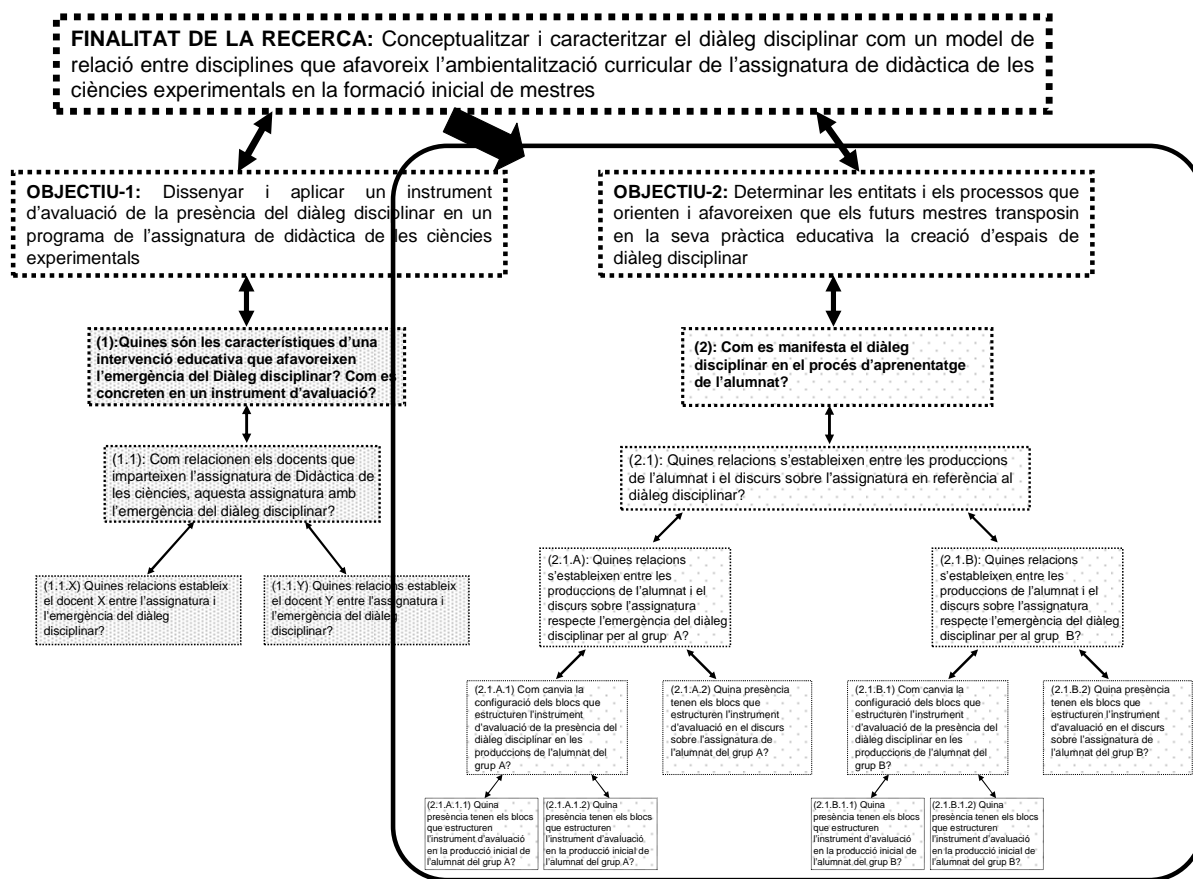 FINALITAT DE LA RECERCA: Conceptualitzar i caracteritzar el diàleg disciplinar com un model de
relació entre disciplines que afavoreix l'ambientalització curricular de l'assignatura de didàctica de les
ciències experimentals en la formació inicial de mestres
OBJECTIU-1: Dissenyar i aplicar un instrument
d'avaluació de la presència del diàleg disciplinar en un
programa de l'assignatura de didàctica de les ciències
experimentals
OBJECTIU-2: Determinar les entitats i els processos que
orienten i afavoreixen que els futurs mestres transposin
en la seva pràctica educativa la creació d'espais de
diàleg disciplinar
(1):Quines són les característiques d'una
intervenció educativa que afavoreixen
l'emergència del Diàleg disciplinar? Com es
concreten en un instrument d'avaluació?
(2): Com es manifesta el diàleg
disciplinar en el procés d'aprenentatge
de l'alumnat?
(1.1): Com relacionen els docents que
imparteixen l'assignatura de Didàctica de
les ciències, aquesta assignatura amb
l'emergència del diàleg disciplinar?
(2.1): Quines relacions s'estableixen entre les produccions
de l'alumnat i el discurs sobre l'assignatura en referència al
diàleg disciplinar?
(1.1.X) Quines relacions estableix
el docent X entre l'assignatura i
l'emergència del diàleg
disciplinar?
(1.1.Y) Quines relacions estableix
el docent Y entre l'assignatura i
l'emergència del diàleg
disciplinar?
(2.1.A): Quines relacions
s'estableixen entre les
produccions de l'alumnat i el
discurs sobre l'assignatura
respecte l'emergència del diàleg
disciplinar per al grup A?
(2.1.B): Quines relacions
s'estableixen entre les
produccions de l'alumnat i el
discurs sobre l'assignatura
respecte l'emergència del diàleg
disciplinar per al grup B?
(2.1.A.1) Com canvia la
configuració dels blocs que
estructuren l'instrument
d'avaluació de la presència del
diàleg disciplinar en les
produccions de l'alumnat del
grup A?
(2.1.A.2) Quina presència
tenen els blocs que
estructuren l'instrument
d'avaluació en el discurs
sobre l'assignatura de
l'alumnat del grup A?
(2.1.B.1) Com canvia la
configuració dels blocs que
estructuren l'instrument
d'avaluació de la presència del
diàleg disciplinar en les
produccions de l'alumnat del
grup B?
(2.1.B.2) Quina presència
tenen els blocs que
estructuren l'instrument
d'avaluació en el discurs
sobre l'assignatura de
l'alumnat del grup B?
(2.1.A.1.1) Quina
presència tenen els blocs
que estructuren
l'instrument d'avaluació
en la producció inicial de
l'alumnat del grup A?
(2.1.A.1.2) Quina
presència tenen els blocs
que estructuren
l'instrument d'avaluació
en la producció inicial de
l'alumnat del grup A?
(2.1.B.1.1) Quina
presència tenen els blocs
que estructuren
l'instrument d'avaluació
en la producció inicial de
l'alumnat del grup B?
(2.1.B.1.2) Quina
presència tenen els blocs
que estructuren
l'instrument d'avaluació
en la producció inicial de
l'alumnat del grup B?